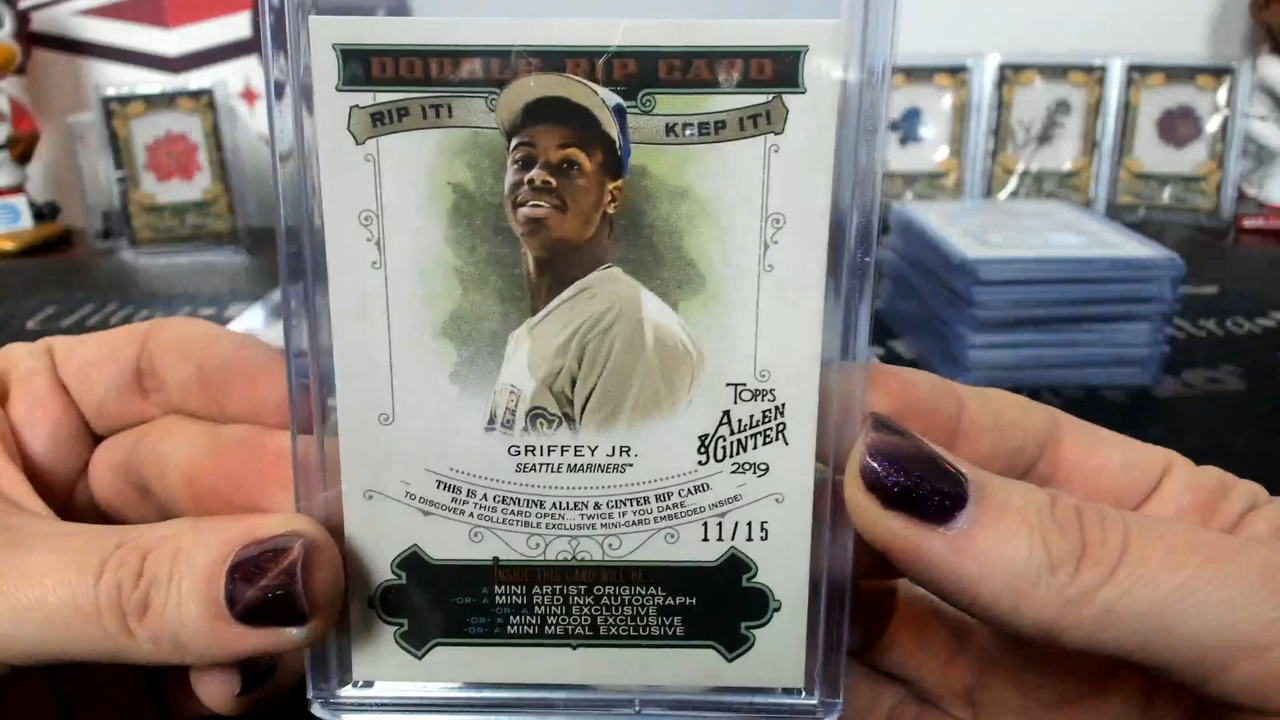 DOUBLE RIP CARD
RIP IT!
KEEP IT!
TOPPS
ALLEN
& GINTER
2019
GRIFFEY JR.
SEATTLE MARINERS™
THIS IS A GENUINE ALLEN & GINTER RIP CARD.
RIP THIS CARD OPEN... TWICE IF YOU DARE...
TO DISCOVER A COLLECTIBLE EXCLUSIVE MINI-CARD EMBEDDED INSIDE!
11/15
INSIDE THIS CARD WILL BE...
A MINI ARTIST ORIGINAL
-OR- A MINI RED INK AUTOGRAPH
-OR- A MINI EXCLUSIVE
-OR- A MINI WOOD EXCLUSIVE
-OR- A MINI METAL EXCLUSIVE